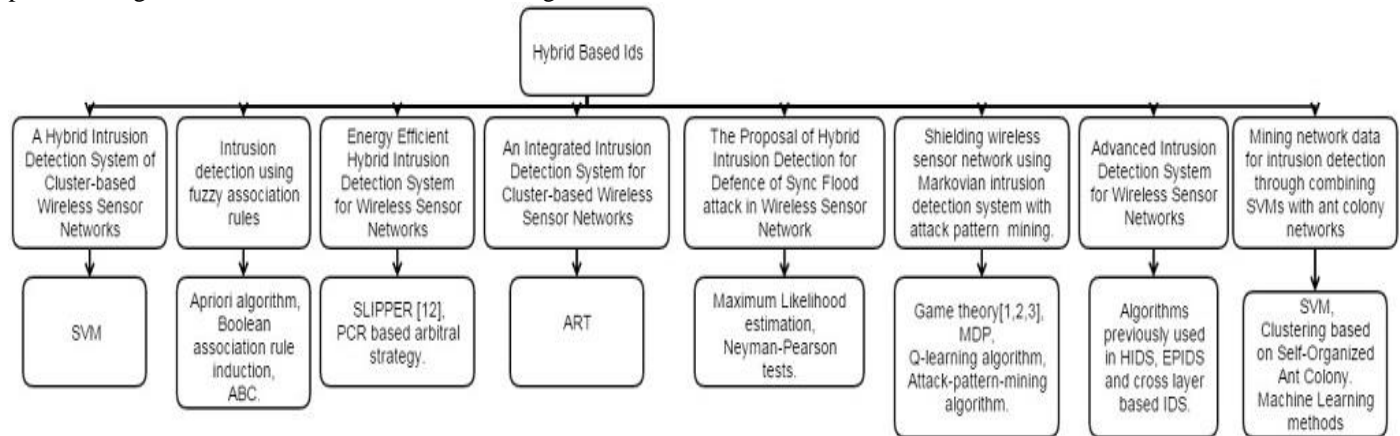 Hybrid Based Ids
A Hybrid Intrusion
Detection System of
Cluster-based
Wireless Sensor
Networks
Intrusion
detection using
fuzzy association
rules
Energy Efficient
Hybrid Intrusion
Detection System
for Wireless Sensor
Networks
An Integrated Intrusion
Detection System for
Cluster-based Wireless
Sensor Networks
The Proposal of Hybrid
Intrusion Detection for
Defence of Sync Flood
attack in Wireless Sensor
Network
Shielding wireless
sensor network using
Markovian intrusion
detection system with
attack pattern mining.
Advanced Intrusion
Detection System
for Wireless Sensor
Networks
Mining network data
for intrusion detection
through combining
SVMs with ant colony
networks
SVM
Apriori algorithm,
Boolean
association rule
induction,
ABC.
SLIPPER [12],
PCR based arbitral
strategy.
ART
Maximum Likelihood
estimation,
Neyman-Pearson
tests.
Game theory[1,2,3],
MDP,
Q-learning algorithm,
Attack-pattern-mining
algorithm.
Algorithms
previously used
in HIDS, EPIDS
and cross layer
based IDS.
SVM,
Clustering based
on Self-Organized
Ant Colony.
Machine Learning
methods